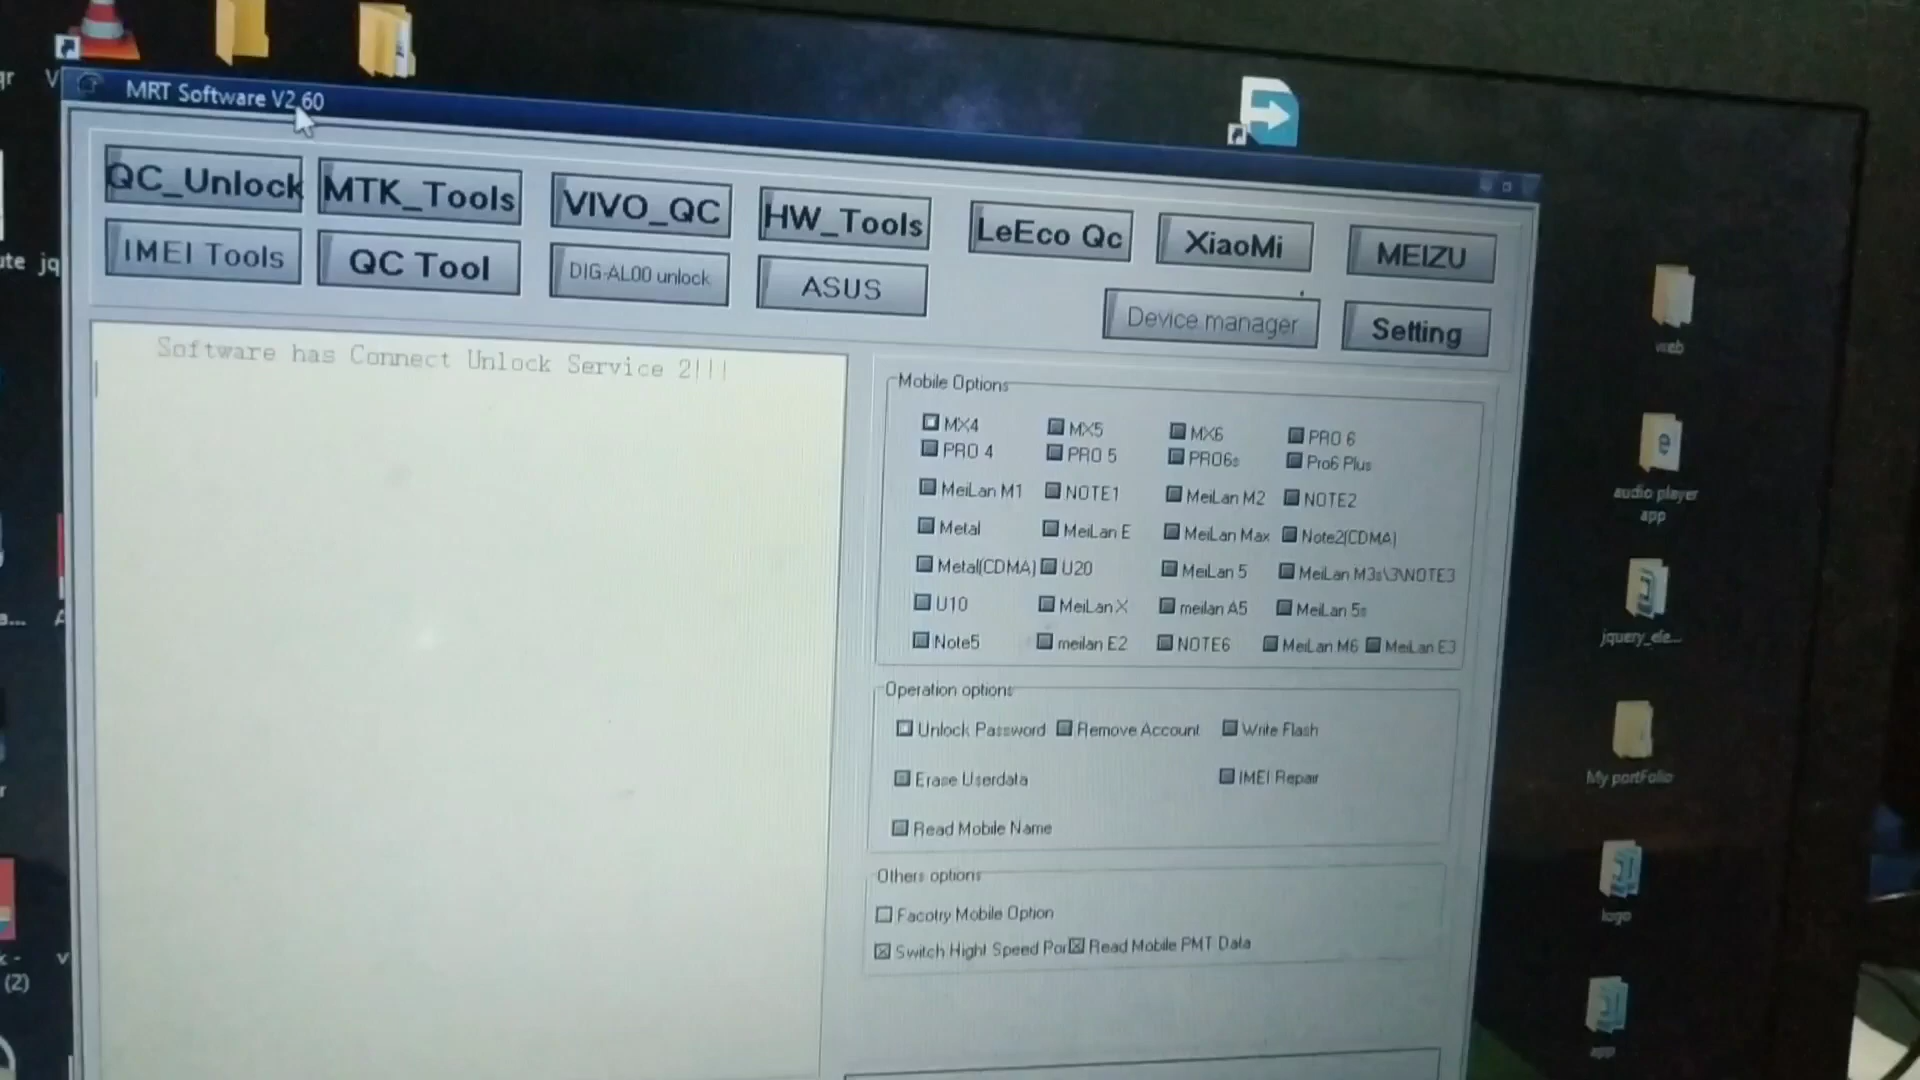 MRT Software V2.60
QC_Unlock MTK_Tools VIVO_QC HW_Tools LeEco Qc XiaoMi MEIZU
IMEI Tools QC Tool DIG-AL00 unlock ASUS Device manager Setting
Software has Connect Unlock Service 2!!!
Mobile Options
MX4 MX5 MX6 PRO 6
PRO 4 PRO 5 PRO6s Pro6 Plus
MeiLan M1 NOTE1 MeiLan M2 NOTE2
Metal MeiLan E MeiLan Max Note2(CDMA)
Metal(CDMA) U20 MeiLan 5 MeiLan M3s\3\NOTE3
U10 MeiLan X meilan A5 MeiLan 5s
Note5 meilan E2 NOTE6 MeiLan M6 MeiLan E3
Operation options
Unlock Password Remove Account Write Flash
Erase Userdata IMEI Repair
Read Mobile Name
Others options
Facotry Mobile Option
Switch Hight Speed Por Read Mobile PMT Data
web
audio player
app
jquery_ele...
My portFolio
logo
app
(2)